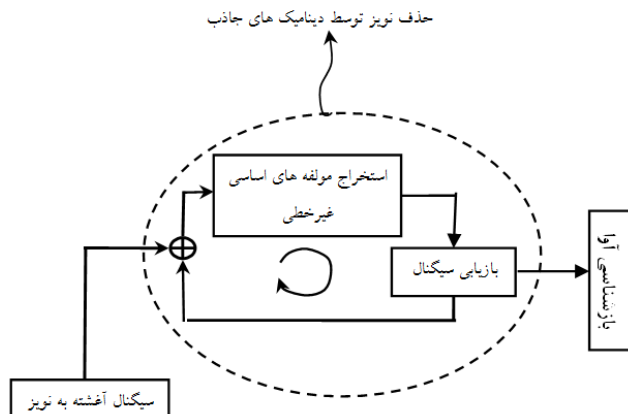 حذف نویز توسط دینامیک های جاذب
استخراج مولفه های اساسی
غیرخطی
بازیابی سیگنال
بازشناسی آوا
سیگنال آغشته به نویز